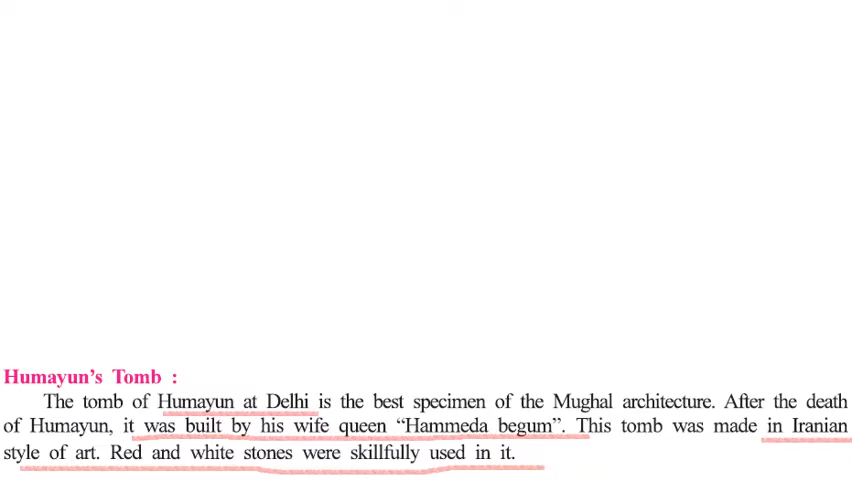 Humayun's Tomb :
The tomb of Humayun at Delhi is the best specimen of the Mughal architecture. After the death
of Humayun, it was built by his wife queen “Hammeda begum”. This tomb was made in Iranian
style of art. Red and white stones were skillfully used in it.